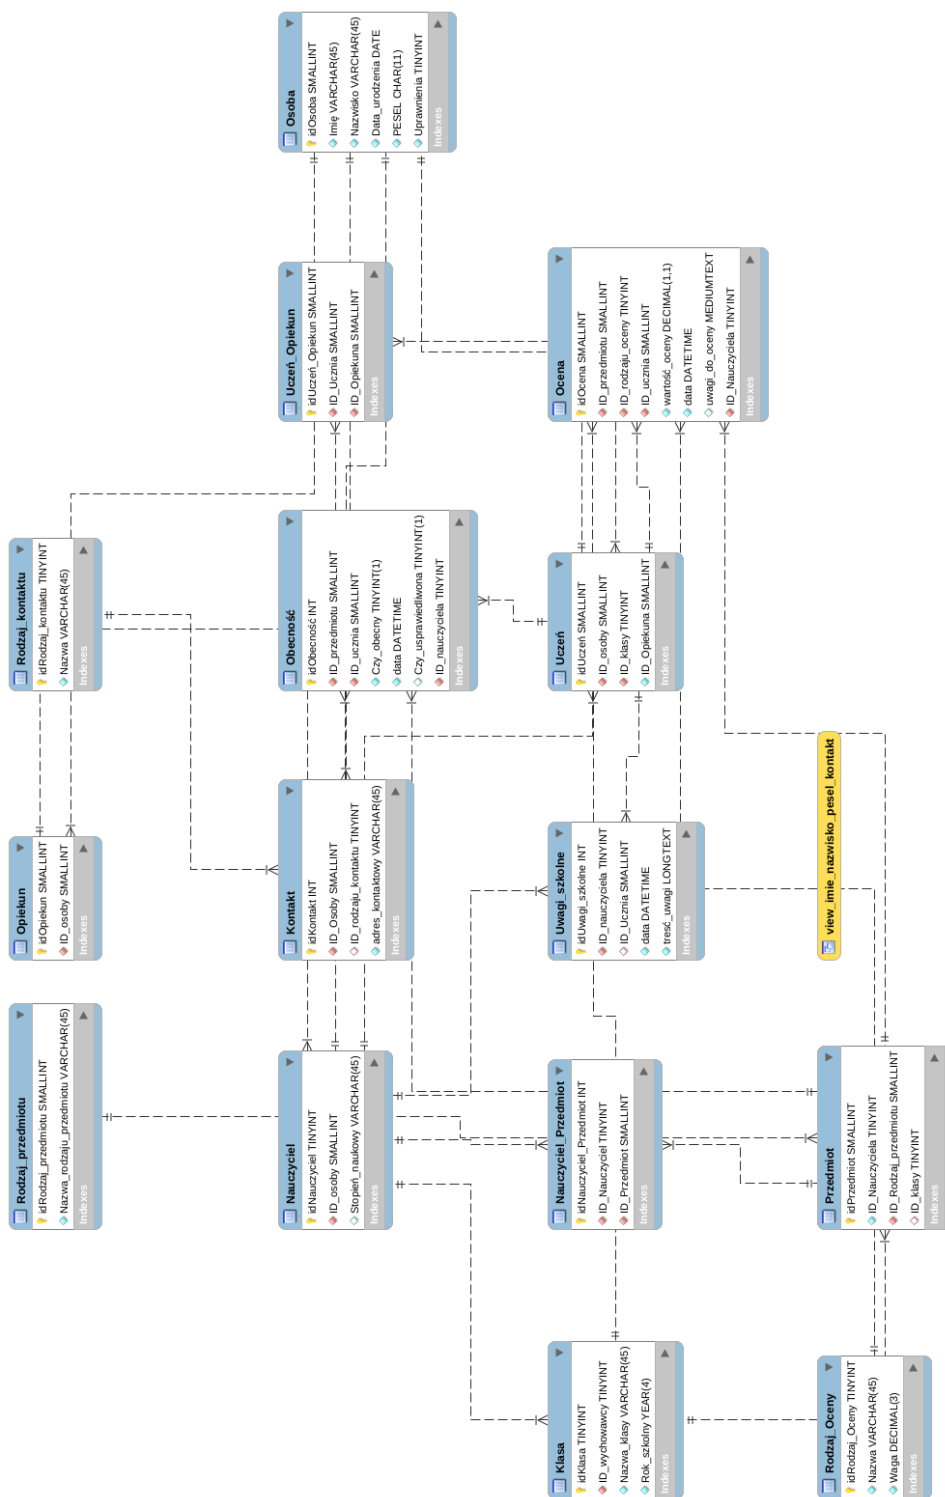 Rodzaj_przedmiotu
idRodzaj_przedmiotu SMALLINT
Nazwa_rodzaju_przedmiotu VARCHAR(45)
Indexes
Opiekun
idOpiekun SMALLINT
ID_osoby SMALLINT
Indexes
Rodzaj_kontaktu
idRodzaj_kontaktu TINYINT
Nazwa VARCHAR(45)
Indexes
Nauczyciel
idNauczyciel TINYINT
ID_osoby SMALLINT
Stopień_naukowy VARCHAR(45)
Indexes
Kontakt
idKontakt INT
ID_Osoby SMALLINT
ID_rodzaju_kontaktu TINYINT
adres_kontaktowy VARCHAR(45)
Indexes
Obecność
idObecność INT
ID_przedmiotu SMALLINT
ID_ucznia SMALLINT
Czy_obecny TINYINT(1)
data DATETIME
Czy_usprawiedliwona TINYINT(1)
ID_nauczyciela TINYINT
Indexes
Uczeń_Opiekun
idUczeń_Opiekun SMALLINT
ID_Ucznia SMALLINT
ID_Opiekuna SMALLINT
Indexes
Osoba
idOsoba SMALLINT
Imię VARCHAR(45)
Nazwisko VARCHAR(45)
Data_urodzenia DATE
PESEL CHAR(11)
Uprawnienia TINYINT
Indexes
Klasa
idKlasa TINYINT
ID_wychowawcy TINYINT
Nazwa_klasy VARCHAR(45)
Rok_szkolny YEAR(4)
Indexes
Nauczyciel_Przedmiot
idNauczyciel_Przedmiot INT
ID_Nauczyciel TINYINT
ID_Przedmiot SMALLINT
Indexes
Uwagi_szkolne
idUwagi_szkolne INT
ID_nauczyciela TINYINT
ID_Ucznia SMALLINT
data DATETIME
tresć_uwagi LONGTEXT
Indexes
Uczeń
idUczeń SMALLINT
ID_osoby SMALLINT
ID_klasy TINYINT
ID_Opiekuna SMALLINT
Indexes
Ocena
idOcena SMALLINT
ID_przedmiotu SMALLINT
ID_rodzaju_oceny TINYINT
ID_ucznia SMALLINT
wartość_oceny DECIMAL(1,1)
data DATETIME
uwagi_do_oceny MEDIUMTEXT
ID_Nauczyciela TINYINT
Indexes
Rodzaj_Oceny
idRodzaj_Oceny TINYINT
Nazwa VARCHAR(45)
Waga DECIMAL(3)
Indexes
Przedmiot
idPrzedmiot SMALLINT
ID_Nauczyciela TINYINT
ID_Rodzaj_przedmiotu SMALLINT
ID_klasy TINYINT
Indexes
view_imie_nazwisko_pesel_kontakt